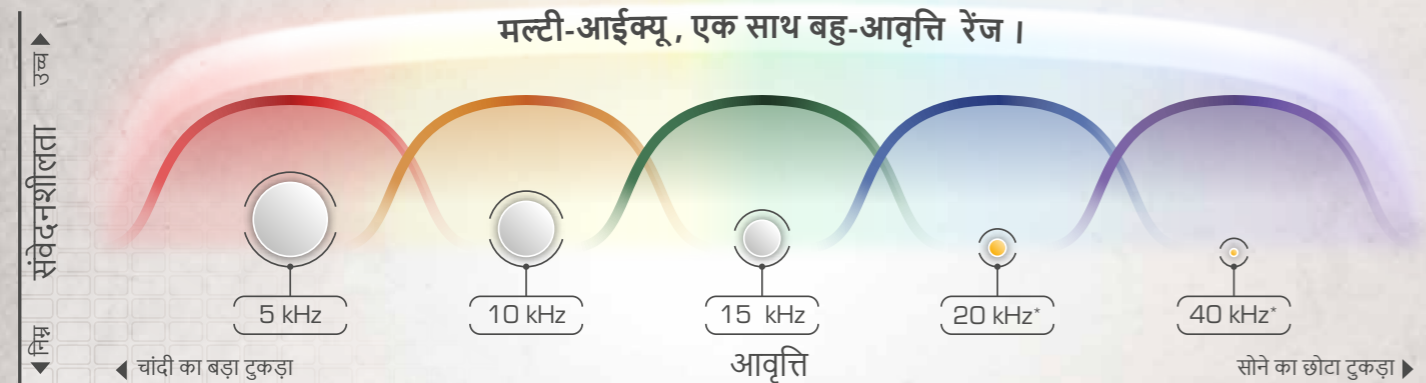 मल्टी-आईक्यू , एक साथ बहु-आवृत्ति रेंज ।
उच्च
संवेदनशीलता
निम्न
5 kHz
10 kHz
15 kHz
20 kHz*
40 kHz*
चांदी का बड़ा टुकड़ा
आवृत्ति
सोने का छोटा टुकड़ा